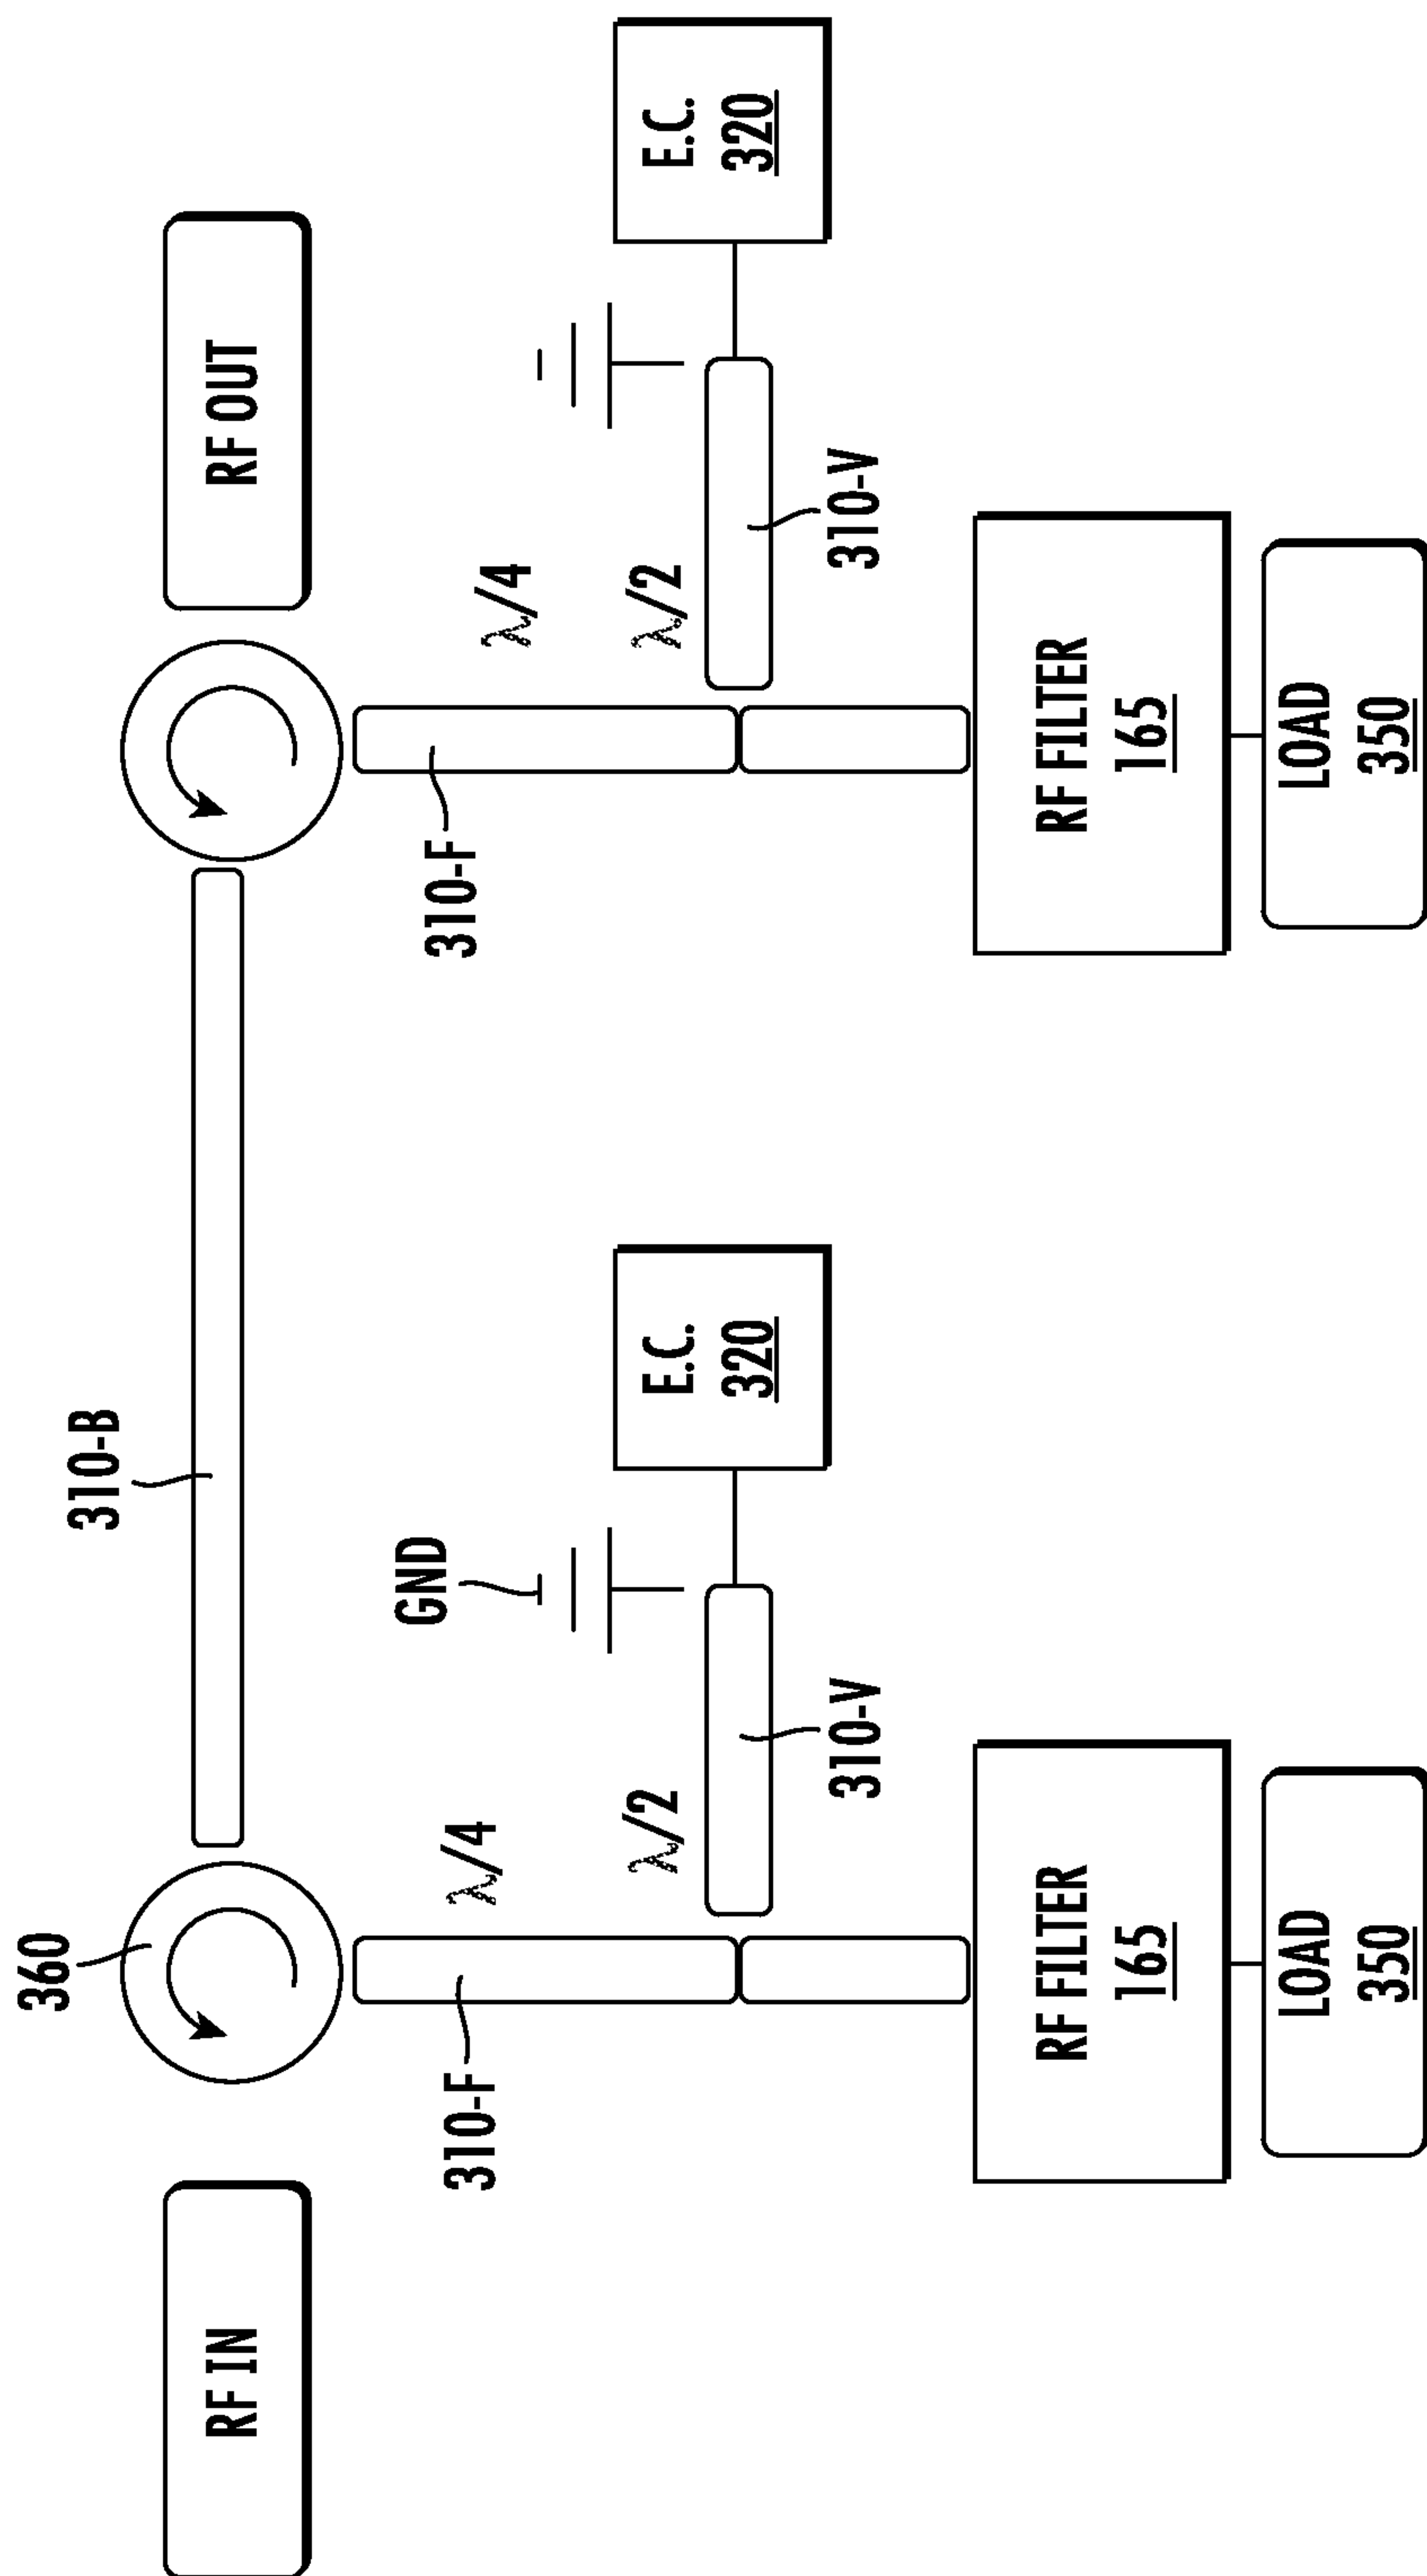 360
310-B
RF IN
RF OUT
310-F
λ/4
GND
310-F
λ/4
λ/2
E.C.
320
λ/2
E.C.
320
310-V
310-V
RF FILTER
165
RF FILTER
165
LOAD
350
LOAD
350